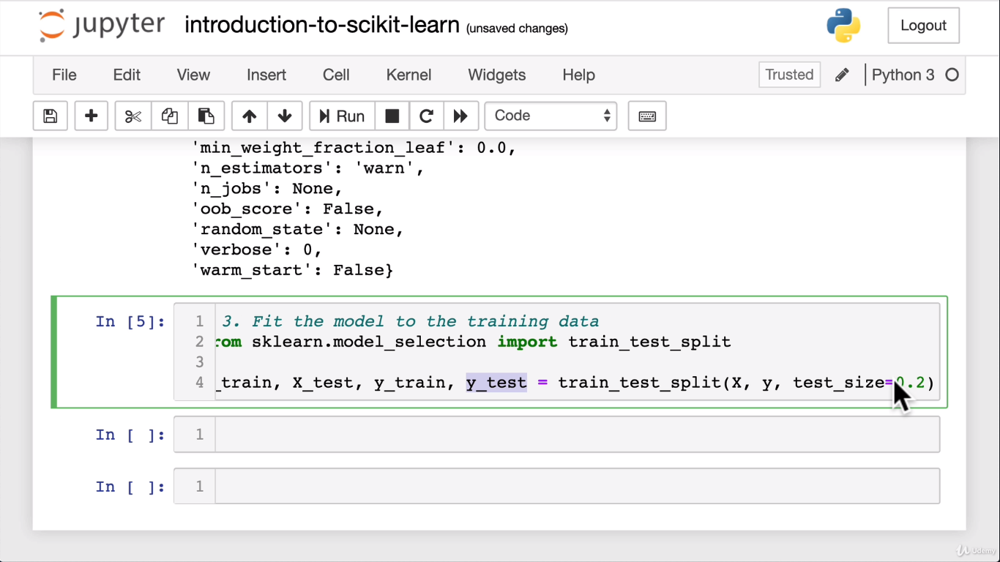 jupyter introduction-to-scikit-learn (unsaved changes) Logout
File Edit View Insert Cell Kernel Widgets Help Trusted Python 3
Run Code
'min_weight_fraction_leaf': 0.0,
'n_estimators': 'warn',
'n_jobs': None,
'oob_score': False,
'random_state': None,
'verbose': 0,
'warm_start': False}
In [5]: 1 3. Fit the model to the training data
2 rom sklearn.model_selection import train_test_split
3
4 _train, X_test, y_train, y_test = train_test_split(X, y, test_size=0.2)
In [ ]: 1
In [ ]: 1
Udemy